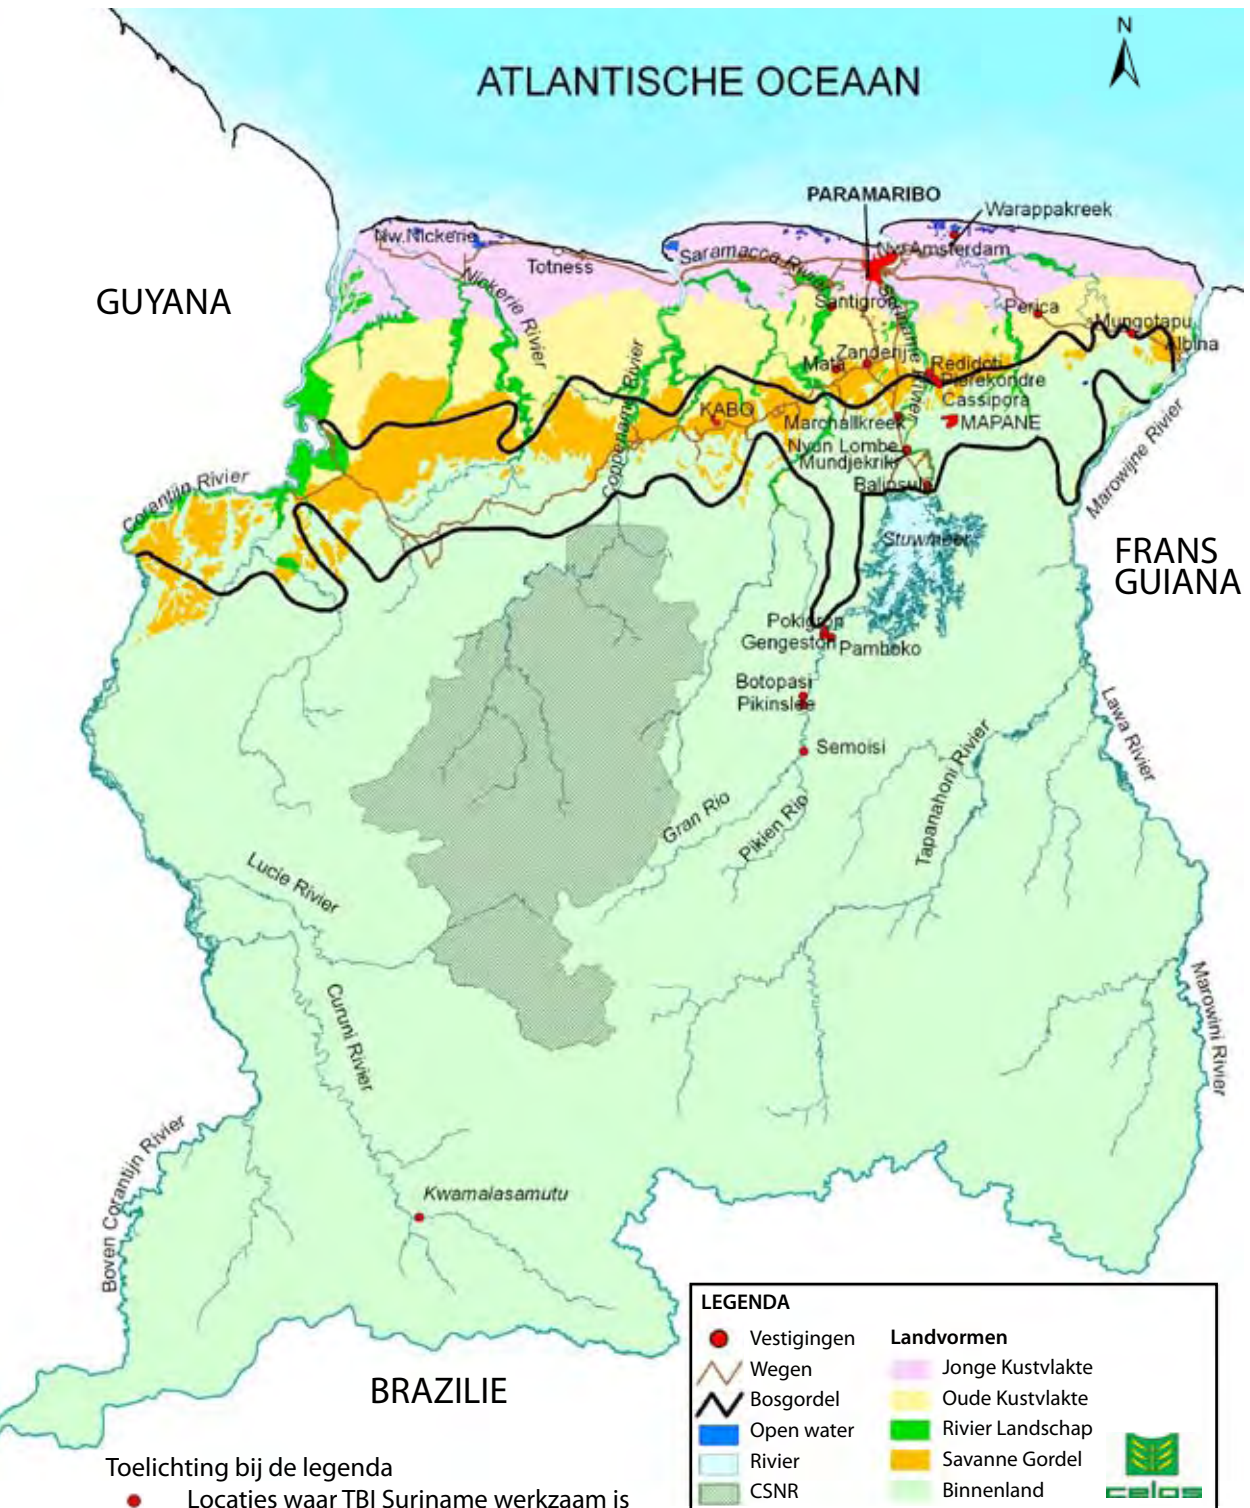 N
ATLANTISCHE OCEAAN
PARAMARIBO
Warappakreek
Nw.Nickerie
Totness
Saramacca Rivier
Nw.Amsterdam
GUYANA
Nickerie Rivier
Santigron
Suriname Rivier
Perica
Mungotapu
Albina
Coppename Rivier
Zanderij
Mata
Redidoti
Pierekondre
Cassipora
KABO
Marchallkreek
MAPANE
Nyun Lombe
Mundjekriki
Balinsula
Corantijn Rivier
Marowijne Rivier
Stuwmeer
FRANS
GUIANA
Pokigron
Gengeston
Pamboko
Botopasi
Pikinslee
Semoisi
Lawa Rivier
Tapanahoni Rivier
Gran Rio
Pikien Rio
Lucie Rivier
Curuni Rivier
Marowini Rivier
Boven Corantijn Rivier
Kwamalasamutu
BRAZILIE
LEGENDA
Vestigingen
Wegen
Bosgordel
Open water
Rivier
CSNR
Landvormen
Jonge Kustvlakte
Oude Kustvlakte
Rivier Landschap
Savanne Gordel
Binnenland
celos
Toelichting bij de legenda
Locaties waar TBI Suriname werkzaam is